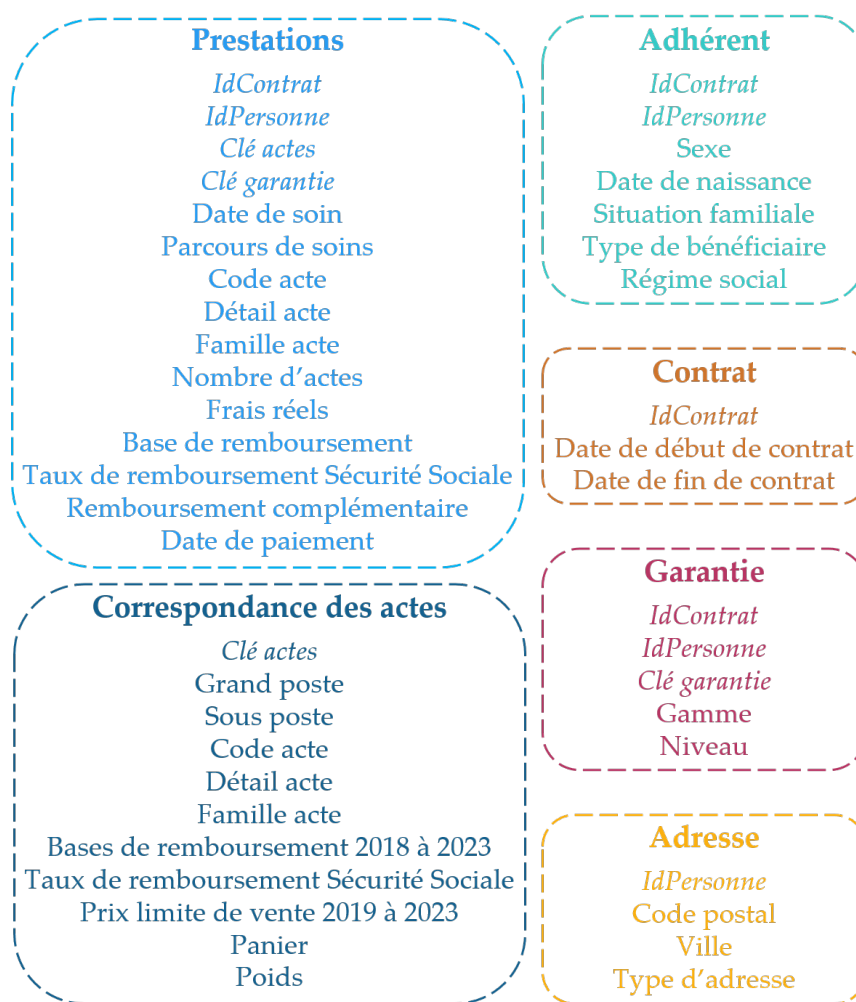 Prestations
IdContrat
IdPersonne
Clé actes
Clé garantie
Date de soin
Parcours de soins
Code acte
Détail acte
Famille acte
Nombre d’actes
Frais réels
Base de remboursement
Taux de remboursement Sécurité Sociale
Remboursement complémentaire
Date de paiement
Correspondance des actes
Clé actes
Grand poste
Sous poste
Code acte
Détail acte
Famille acte
Bases de remboursement 2018 à 2023
Taux de remboursement Sécurité Sociale
Prix limite de vente 2019 à 2023
Panier
Poids
Adhérent
IdContrat
IdPersonne
Sexe
Date de naissance
Situation familiale
Type de bénéficiaire
Régime social
Contrat
IdContrat
Date de début de contrat
Date de fin de contrat
Garantie
IdContrat
IdPersonne
Clé garantie
Gamme
Niveau
Adresse
IdPersonne
Code postal
Ville
Type d’adresse